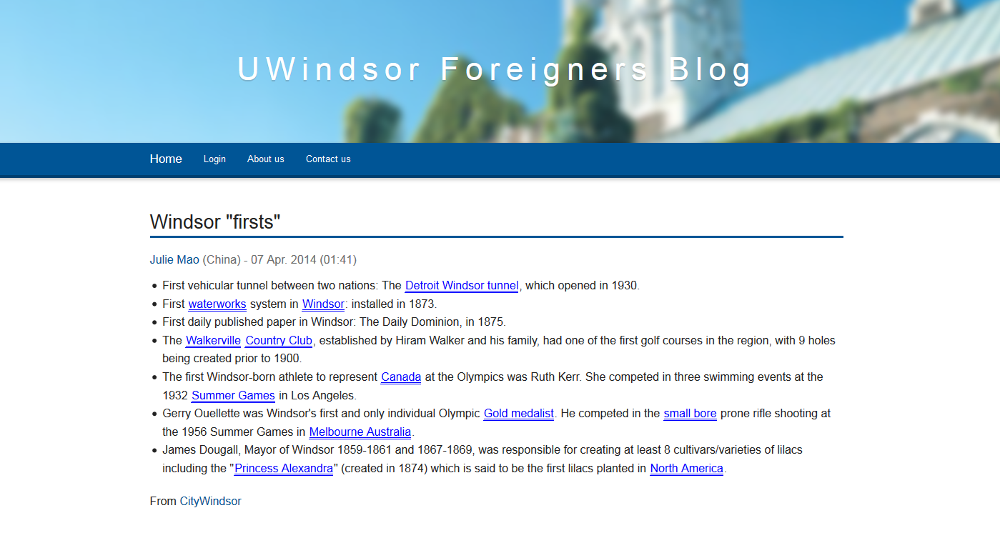 UWindsor Foreigners Blog
Home Login About us Contact us
Windsor "firsts"
Julie Mao (China) - 07 Apr. 2014 (01:41)
• First vehicular tunnel between two nations: The Detroit Windsor tunnel, which opened in 1930.
• First waterworks system in Windsor: installed in 1873.
• First daily published paper in Windsor: The Daily Dominion, in 1875.
• The Walkerville Country Club, established by Hiram Walker and his family, had one of the first golf courses in the region, with 9 holes
being created prior to 1900.
• The first Windsor-born athlete to represent Canada at the Olympics was Ruth Kerr. She competed in three swimming events at the
1932 Summer Games in Los Angeles.
• Gerry Ouellette was Windsor's first and only individual Olympic Gold medalist. He competed in the small bore prone rifle shooting at
the 1956 Summer Games in Melbourne Australia.
• James Dougall, Mayor of Windsor 1859-1861 and 1867-1869, was responsible for creating at least 8 cultivars/varieties of lilacs
including the "Princess Alexandra" (created in 1874) which is said to be the first lilacs planted in North America.
From CityWindsor